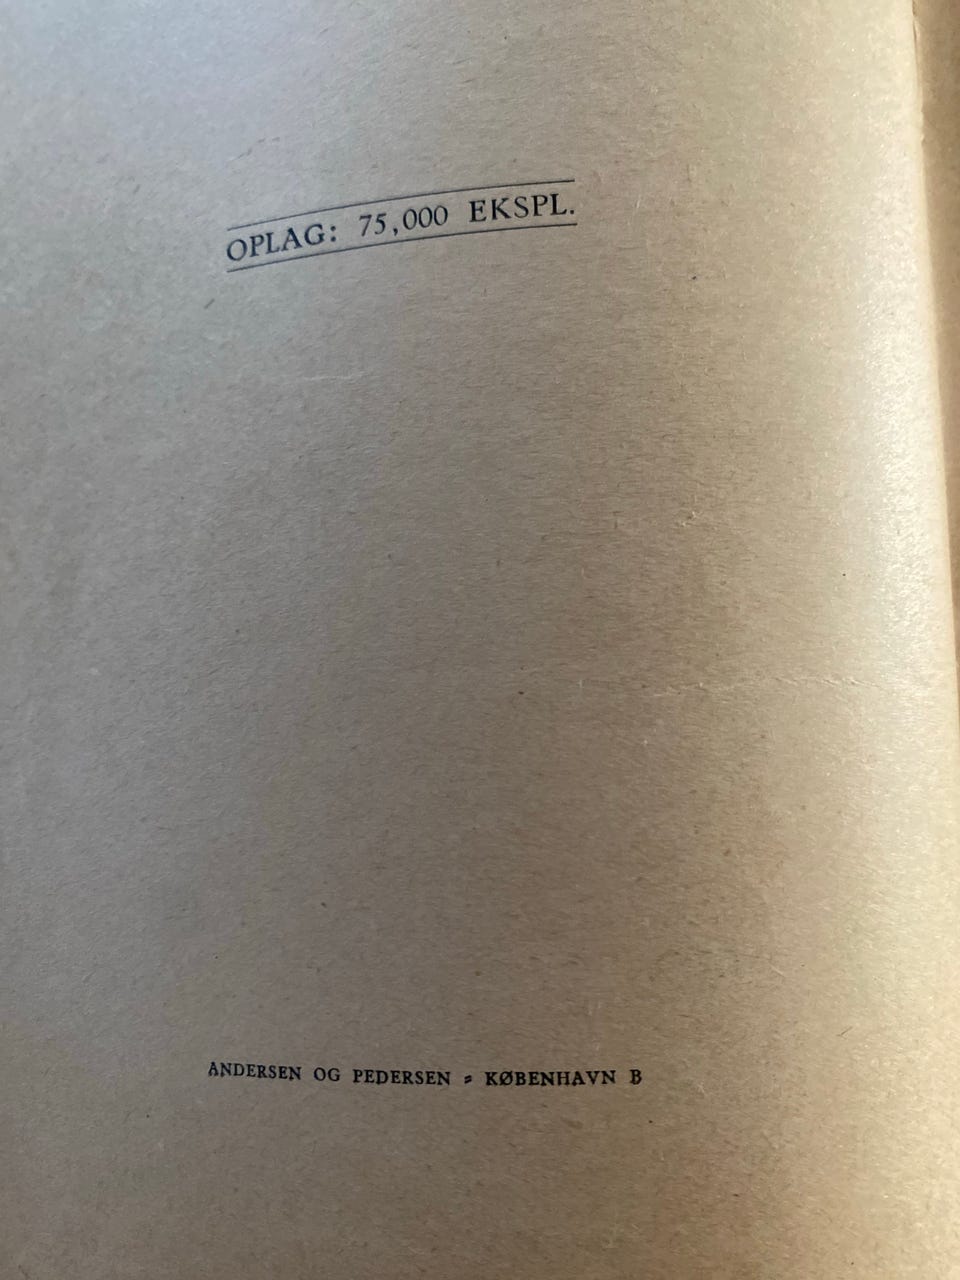 OPLAG: 75,000 EKSPL.
ANDERSEN OG PEDERSEN - KØBENHAVN B